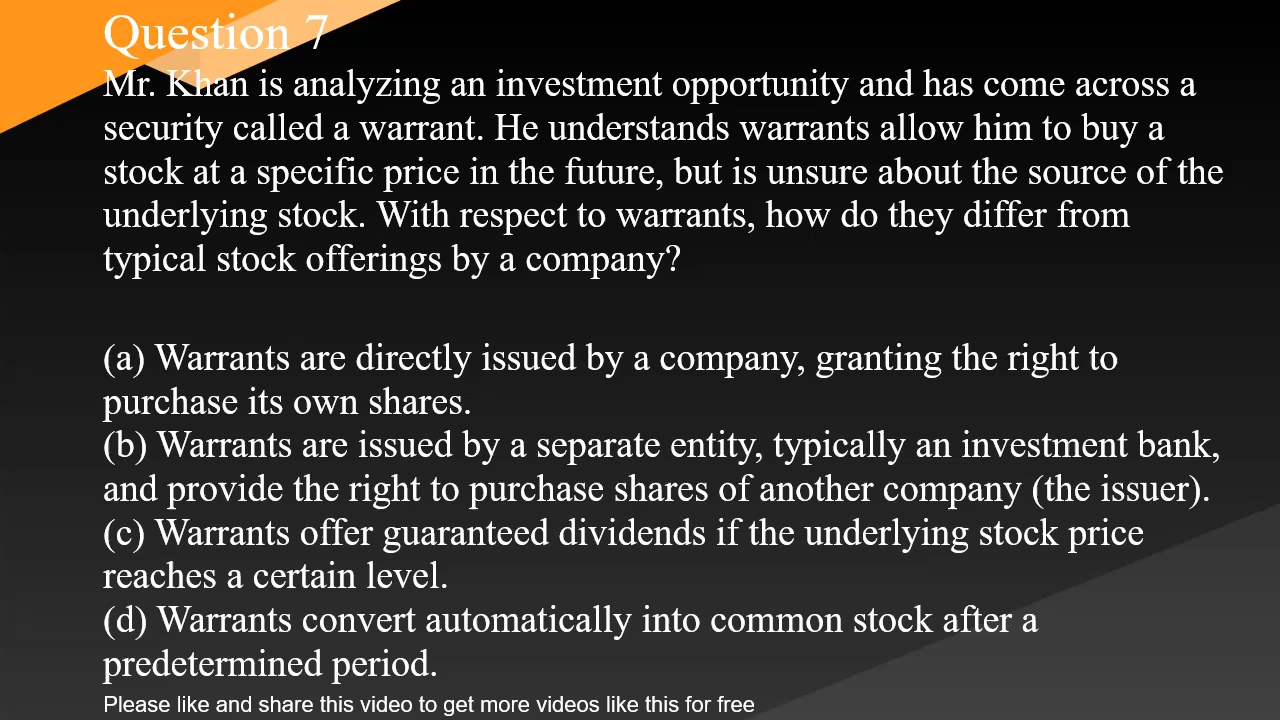 Question 7
Mr. Khan is analyzing an investment opportunity and has come across a
security called a warrant. He understands warrants allow him to buy a
stock at a specific price in the future, but is unsure about the source of the
underlying stock. With respect to warrants, how do they differ from
typical stock offerings by a company?
(a) Warrants are directly issued by a company, granting the right to
purchase its own shares.
(b) Warrants are issued by a separate entity, typically an investment bank,
and provide the right to purchase shares of another company (the issuer).
(c) Warrants offer guaranteed dividends if the underlying stock price
reaches a certain level.
(d) Warrants convert automatically into common stock after a
predetermined period.
Please like and share this video to get more videos like this for free